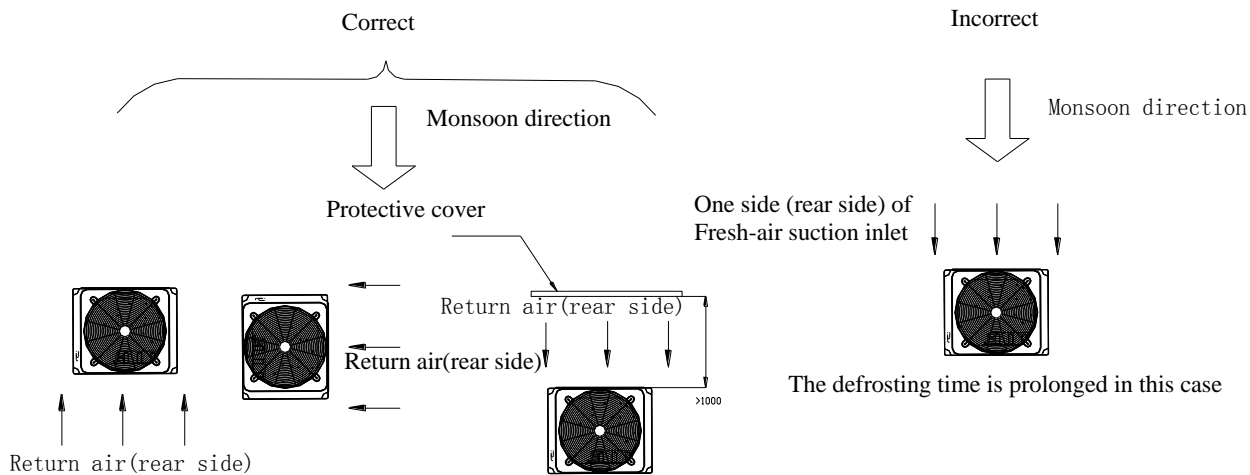 Correct
Incorrect
Monsoon direction
Monsoon direction
Protective cover
One side (rear side) of
Fresh-air suction inlet
Return air(rear side)
Return air(rear side)
>1000
The defrosting time is prolonged in this case
Return air(rear side)